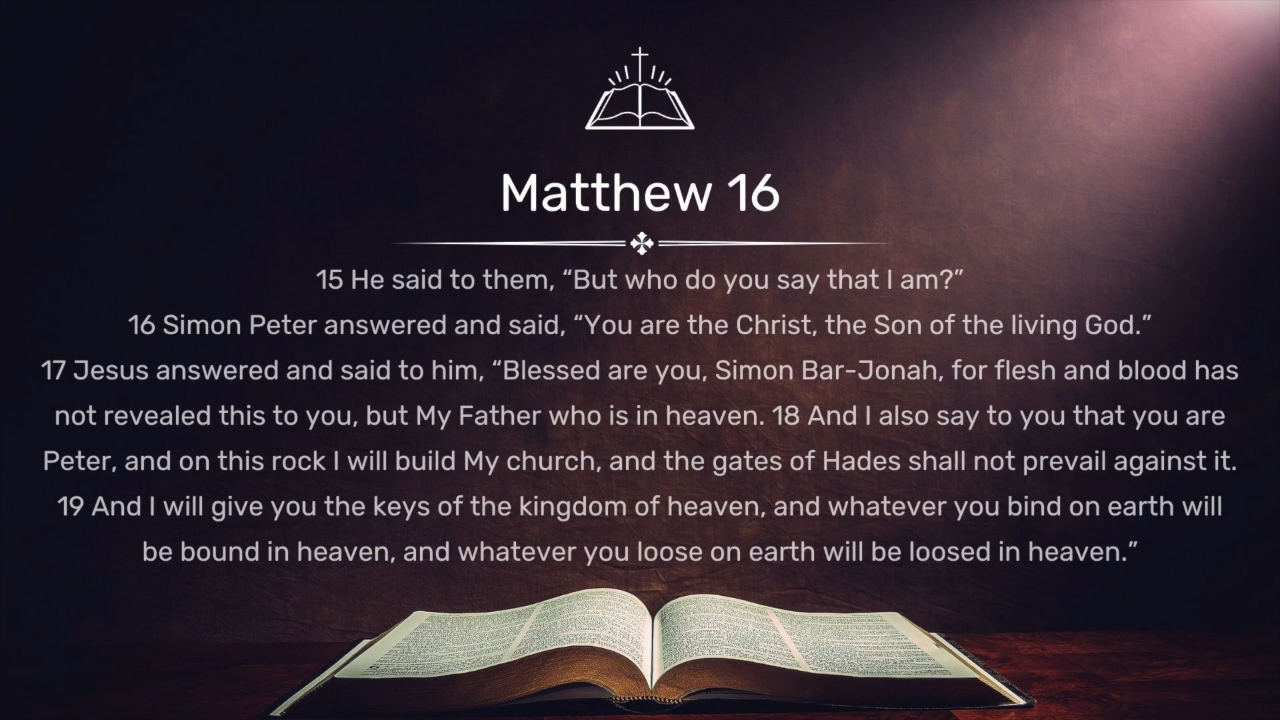 Matthew 16
15 He said to them, “But who do you say that I am?”
16 Simon Peter answered and said, “You are the Christ, the Son of the living God.”
17 Jesus answered and said to him, “Blessed are you, Simon Bar-Jonah, for flesh and blood has
not revealed this to you, but My Father who is in heaven. 18 And I also say to you that you are
Peter, and on this rock I will build My church, and the gates of Hades shall not prevail against it.
19 And I will give you the keys of the kingdom of heaven, and whatever you bind on earth will
be bound in heaven, and whatever you loose on earth will be loosed in heaven.”